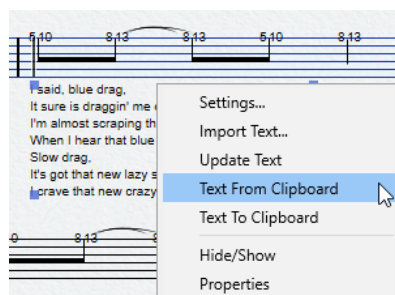 5 10 8 13 8 13 5 10 8 13
I said, blue drag,
It sure is draggin' me
I'm almost scraping th
When I hear that blue
Slow drag,
It's got that new lazy s
I crave that new crazy
Settings...
Import Text...
Update Text
Text From Clipboard
Text To Clipboard
Hide/Show
Properties
0 8 13 8